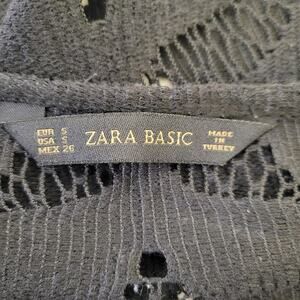 EUR S
USA S
MEX 26
ZARA BASIC
MADE
IN
TURKEY